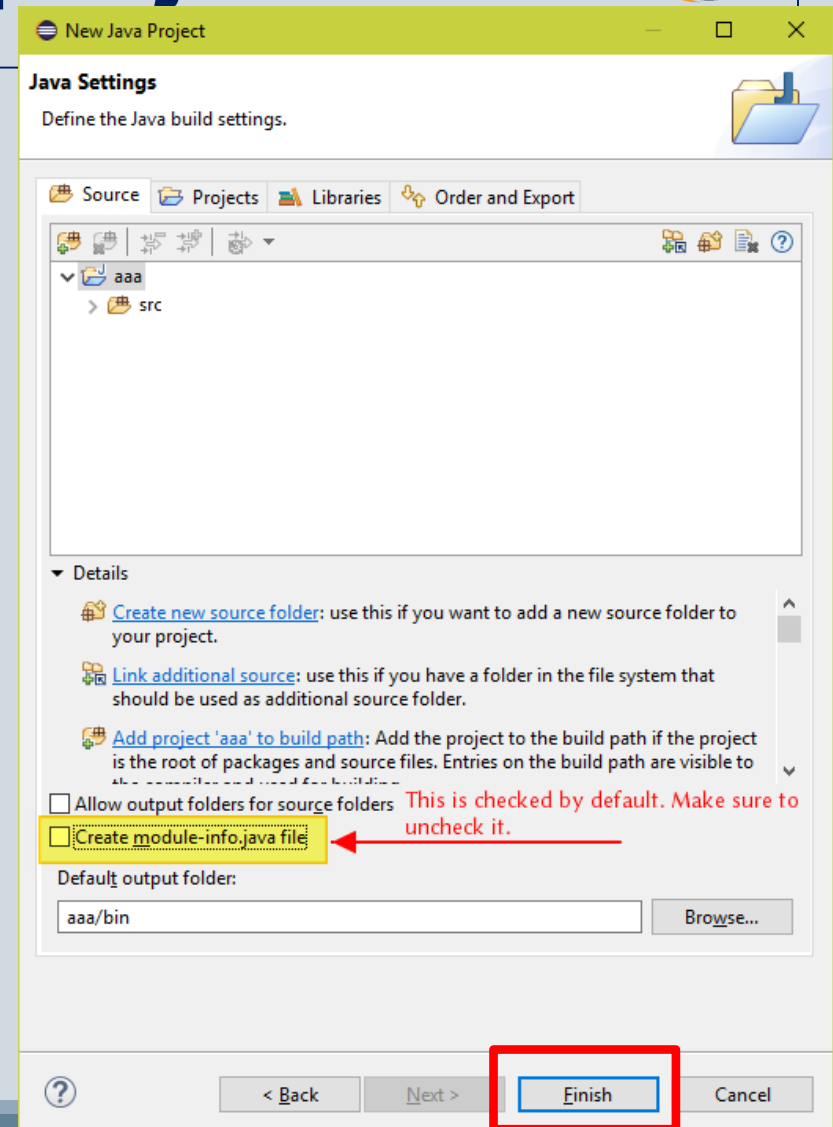 New Java Project
Java Settings
Define the Java build settings.
Source Projects Libraries Order and Export
aaa
src
Details
Create new source folder: use this if you want to add a new source folder to
your project.
Link additional source: use this if you have a folder in the file system that
should be used as additional source folder.
Add project 'aaa' to build path: Add the project to the build path if the project
is the root of packages and source files. Entries on the build path are visible to
the compiler and used for building
Allow output folders for source folders
This is checked by default. Make sure to
uncheck it.
Create module-info.java file
Default output folder:
aaa/bin
Browse...
< Back
Next >
Finish
Cancel